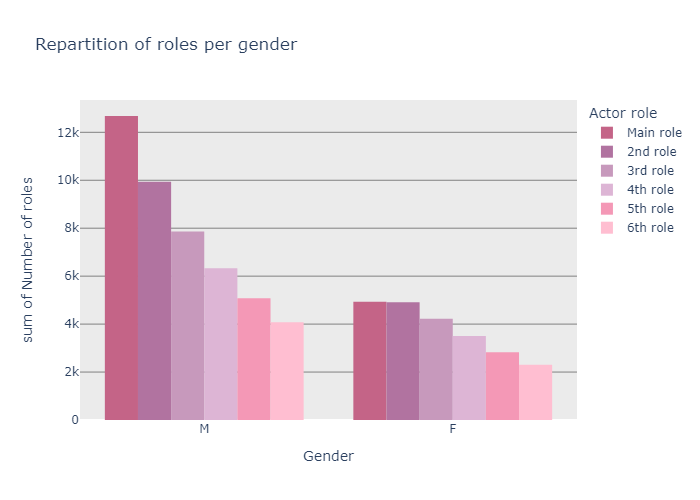 Repartition of roles per gender
sum of Number of roles
12k
10k
8k
6k
4k
2k
0
M
F
Gender
Actor role
Main role
2nd role
3rd role
4th role
5th role
6th role